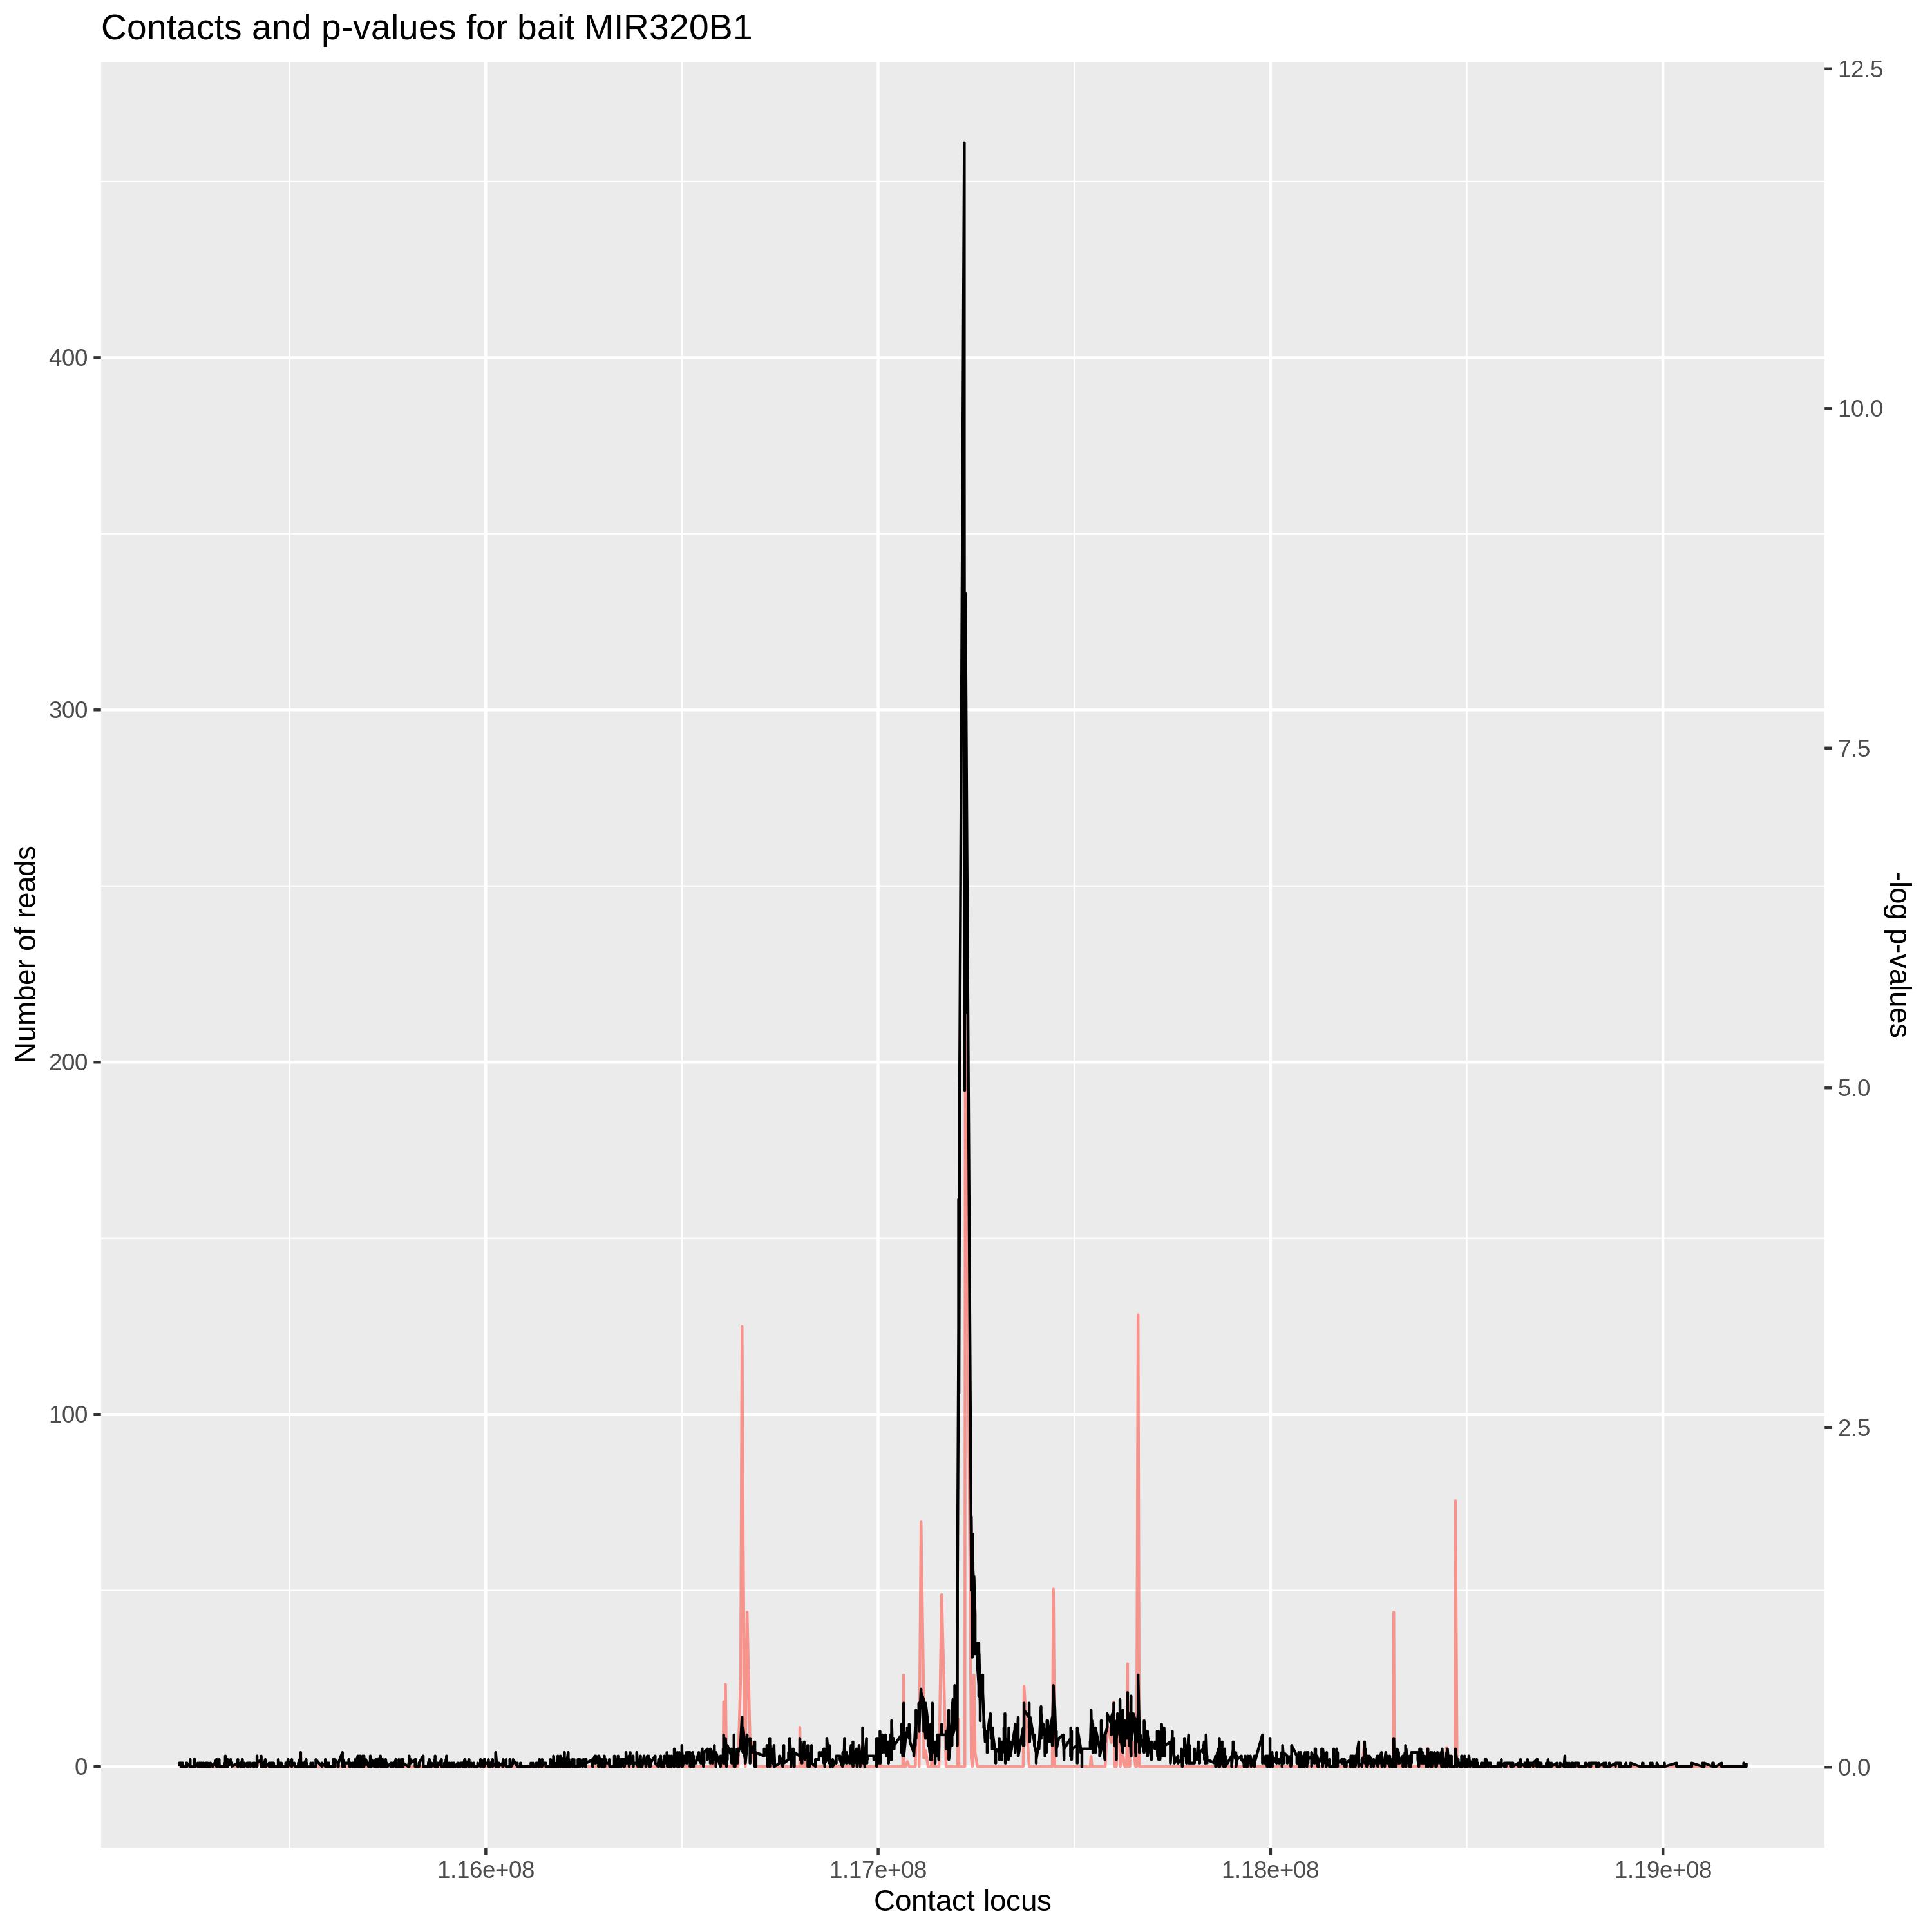 Contacts and p-values for bait MIR320B1
12.5
400
10.0
300
7.5
Number of reads
-log p-values
200
5.0
100
2.5
0
0.0
1.16e+08
1.17e+08
1.18e+08
1.19e+08
Contact locus